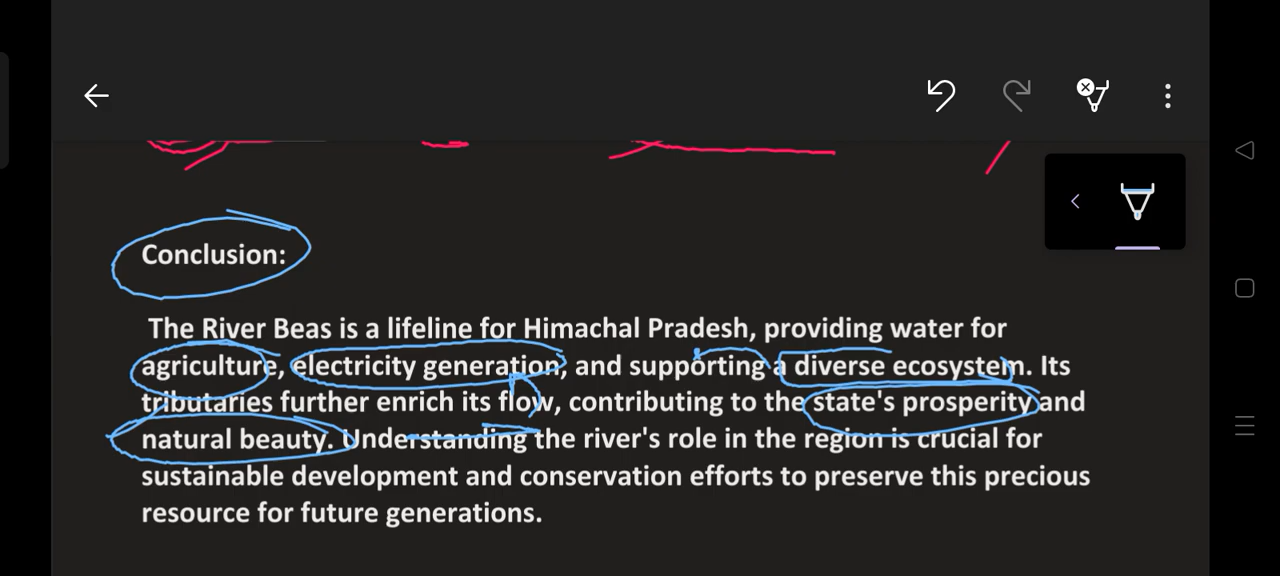 Conclusion:
The River Beas is a lifeline for Himachal Pradesh, providing water for
agriculture, electricity generation, and supporting a diverse ecosystem. Its
tributaries further enrich its flow, contributing to the state's prosperity and
natural beauty. Understanding the river's role in the region is crucial for
sustainable development and conservation efforts to preserve this precious
resource for future generations.